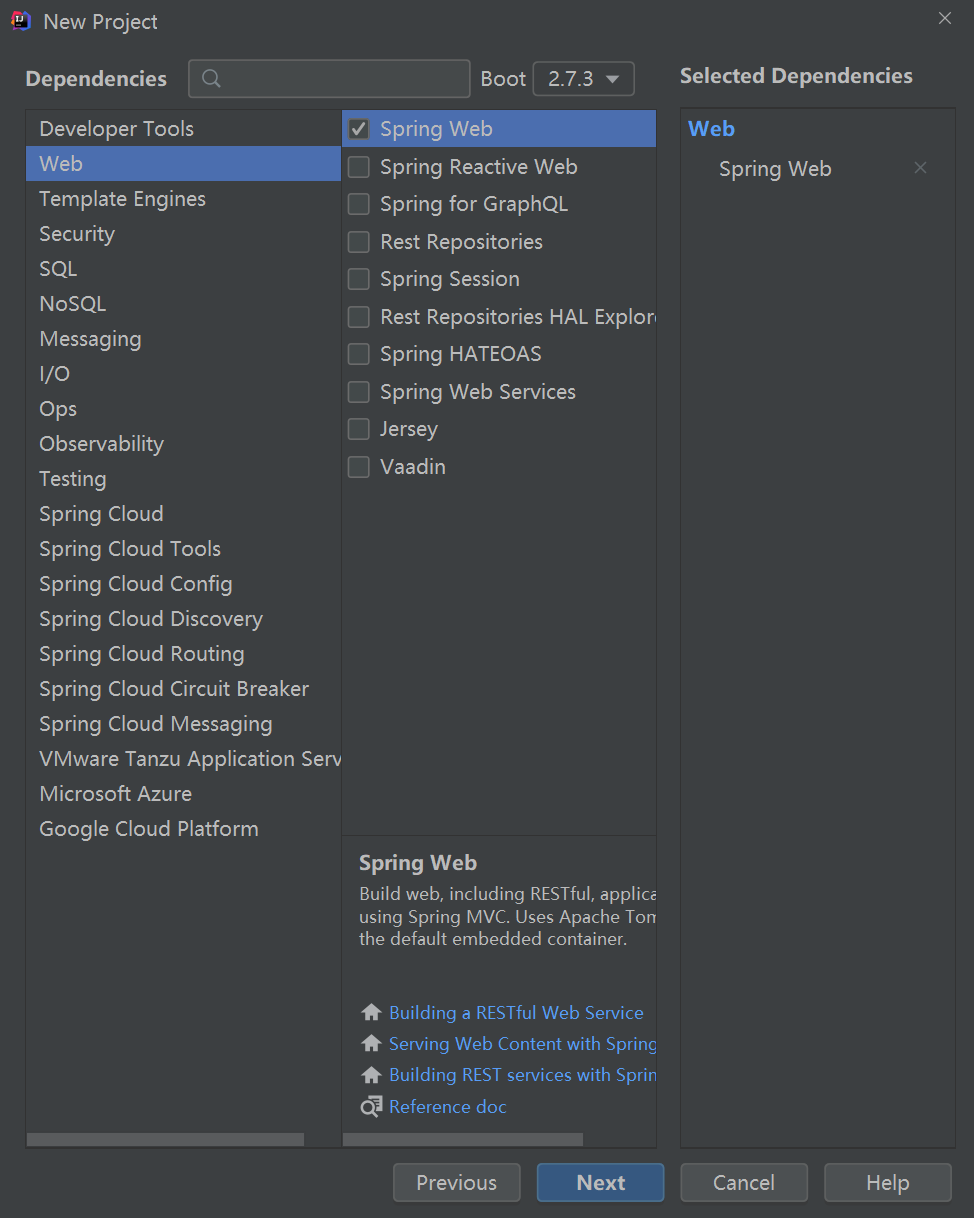 New Project
Dependencies
Boot 2.7.3
Selected Dependencies
Developer Tools
Web
Template Engines
Security
SQL
NoSQL
Messaging
I/O
Ops
Observability
Testing
Spring Cloud
Spring Cloud Tools
Spring Cloud Config
Spring Cloud Discovery
Spring Cloud Routing
Spring Cloud Circuit Breaker
Spring Cloud Messaging
VMware Tanzu Application Serv
Microsoft Azure
Google Cloud Platform
Spring Web
Spring Reactive Web
Spring for GraphQL
Rest Repositories
Spring Session
Rest Repositories HAL Explor
Spring HATEOAS
Spring Web Services
Jersey
Vaadin
Spring Web
Build web, including RESTful, applica
using Spring MVC. Uses Apache Tom
the default embedded container.
Building a RESTful Web Service
Serving Web Content with Spring
Building REST services with Sprin
Reference doc
Web
Spring Web
Previous
Next
Cancel
Help